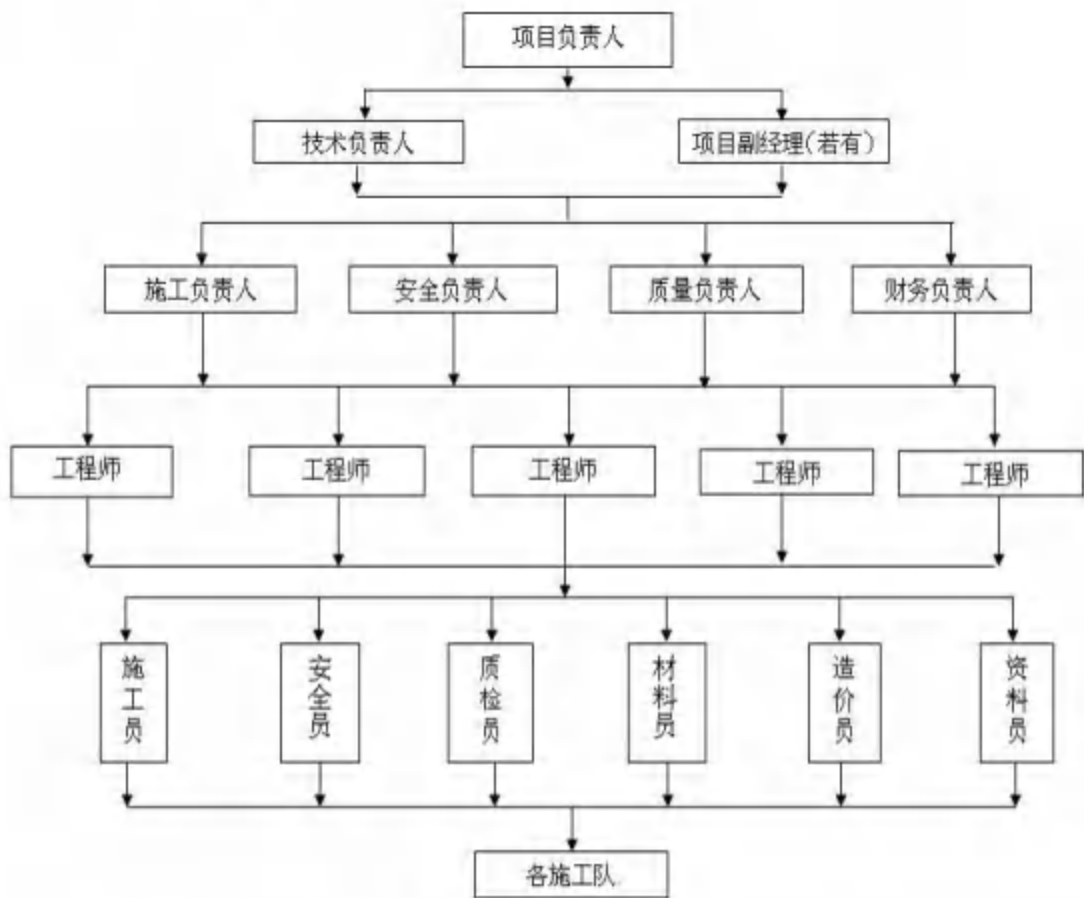 项目负责人
技术负责人
项目副经理(若有)
施工负责人
安全负责人
质量负责人
财务负责人
工程师
工程师
工程师
工程师
工程师
施工员
安全员
质检员
材料员
造价员
资料员
各施工队